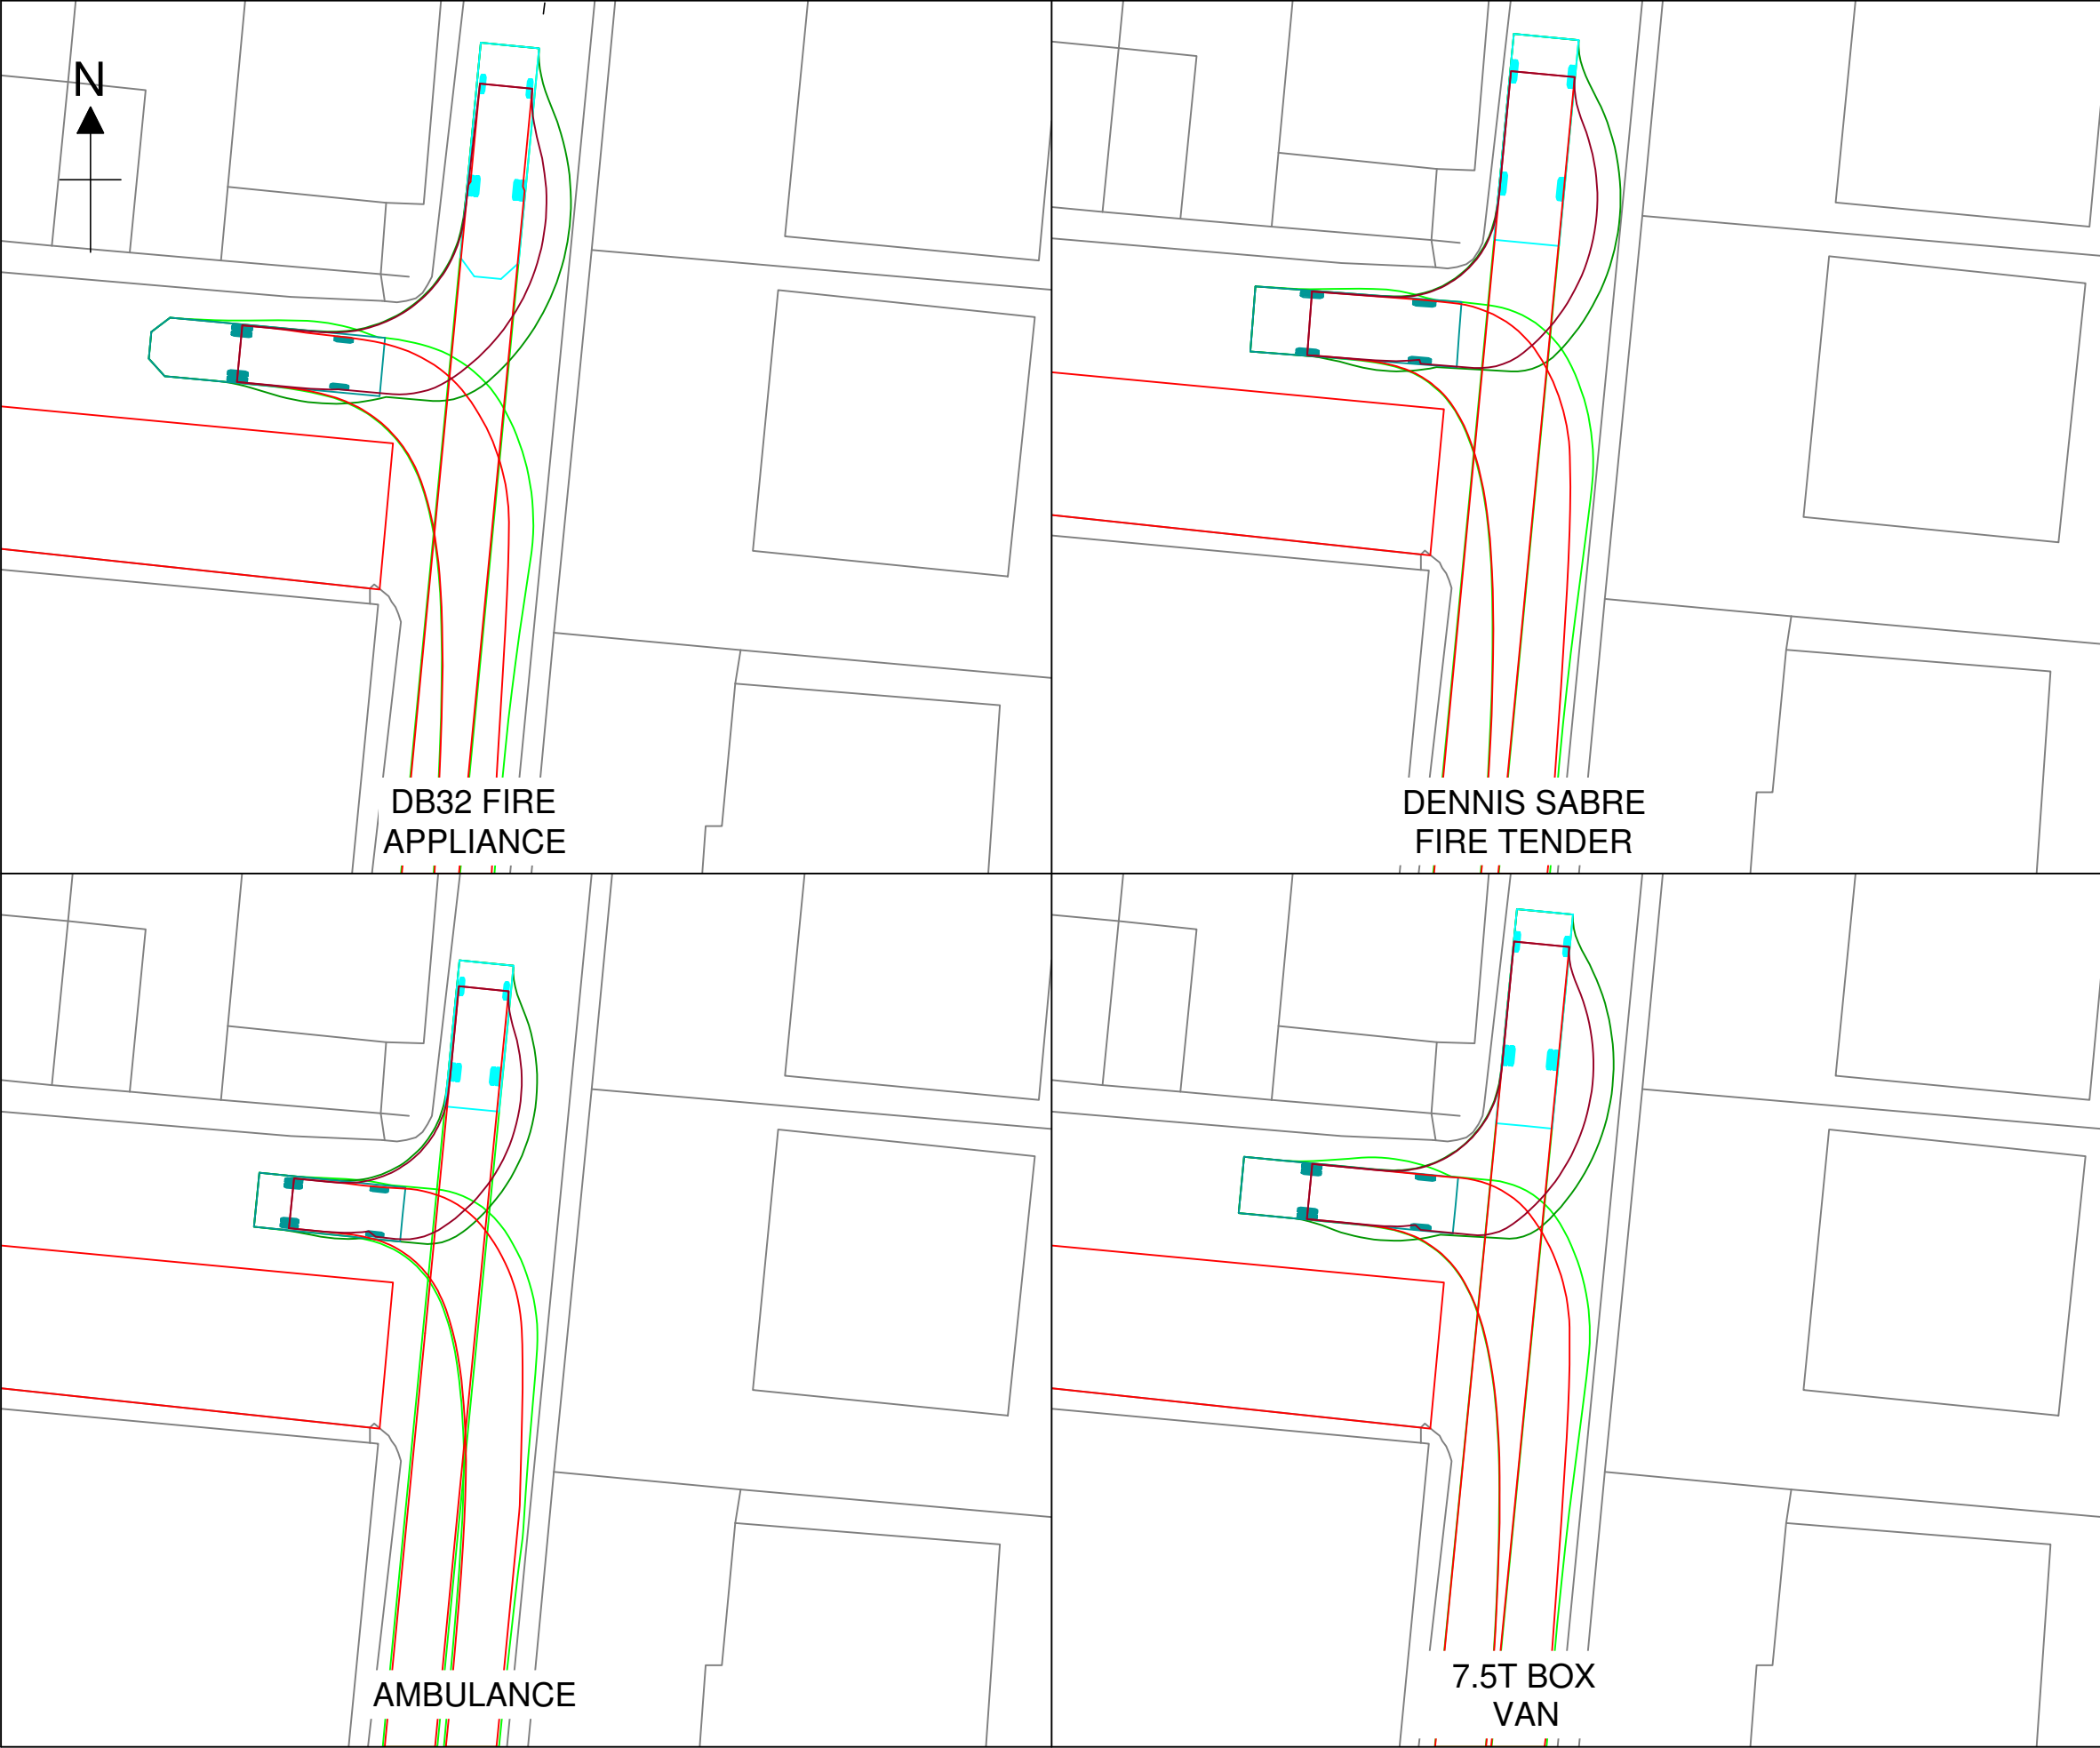 N
DB32 FIRE
APPLIANCE
DENNIS SABRE
FIRE TENDER
AMBULANCE
7.5T BOX
VAN